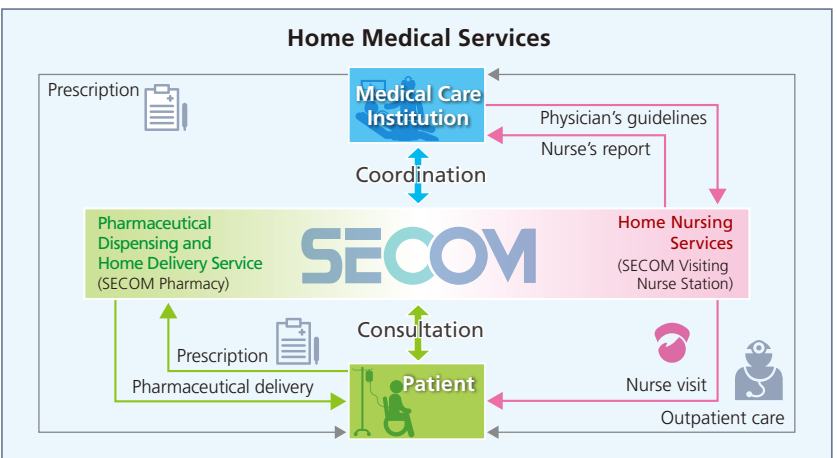 Home Medical Services
Prescription
Medical Care
Institution
Physician’s guidelines
Nurse’s report
Coordination
Pharmaceutical
Dispensing and
Home Delivery Service
(SECOM Pharmacy)
SECOM
Home Nursing
Services
(SECOM Visiting
Nurse Station)
Consultation
Prescription
Pharmaceutical delivery
Patient
Nurse visit
Outpatient care